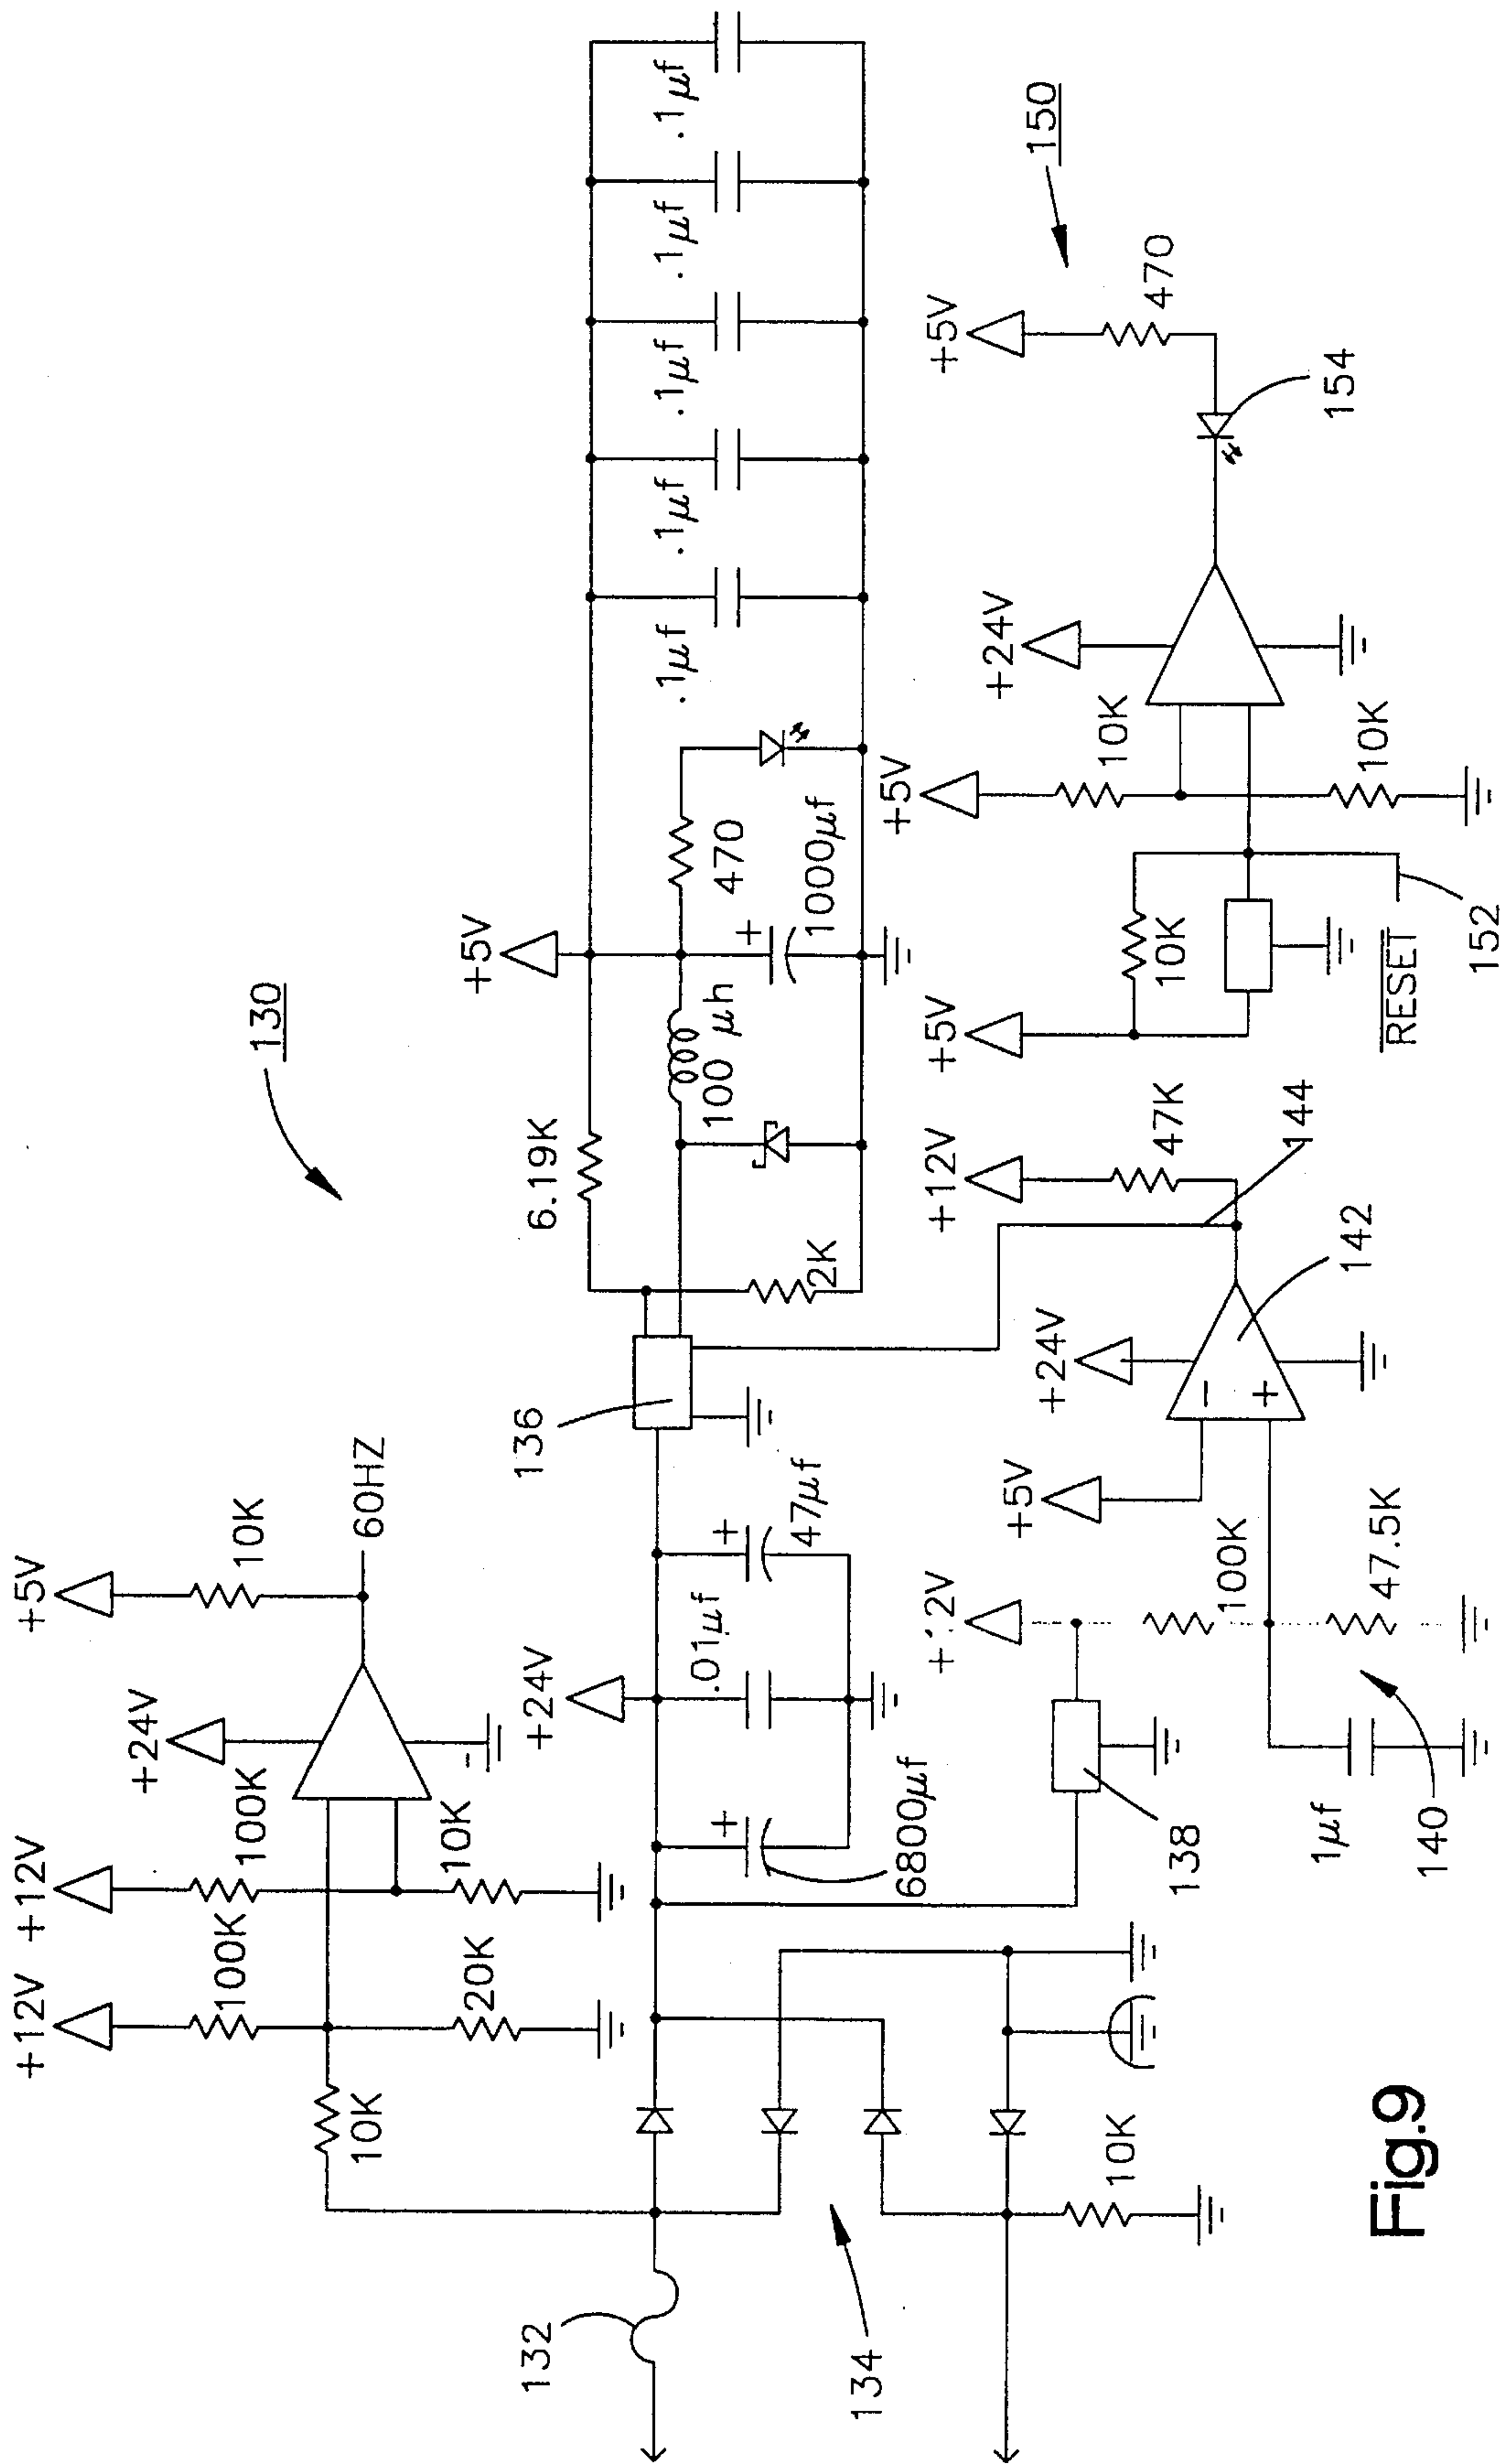 130
+12V
+12V
100K
100K
+24V
+5V
10K
60HZ
10K
20K
10K
132
134
10K
+24V
.01µf
47µf
6800µf
136
6.19K
2K
100 µh
+5V
470
1000µf
.1µf
.1µf
.1µf
.1µf
.1µf
138
+12V
100K
47.5K
1µf
140
+5V
+24V
−
+
142
+12V
47K
144
+5V
10K
RESET
152
+5V
10K
10K
+24V
+5V
470
154
150
Fig.9